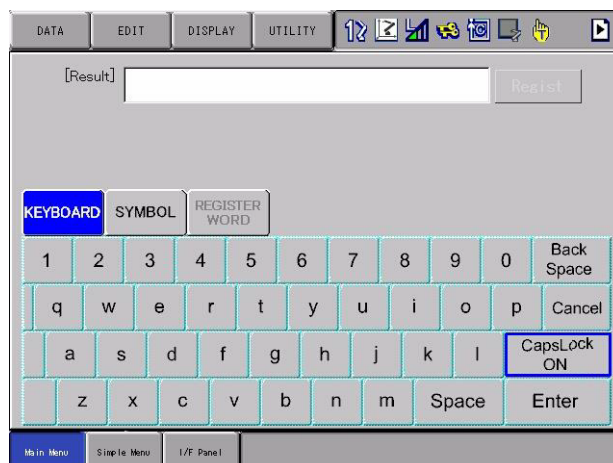 DATA EDIT DISPLAY UTILITY 12
[Result] Regist
KEYBOARD SYMBOL REGISTER WORD
1 2 3 4 5 6 7 8 9 0 Back Space
q w e r t y u i o p Cancel
a s d f g h j k l CapsLock ON
z x c v b n m Space Enter
Main Menu Simple Menu I/F Panel